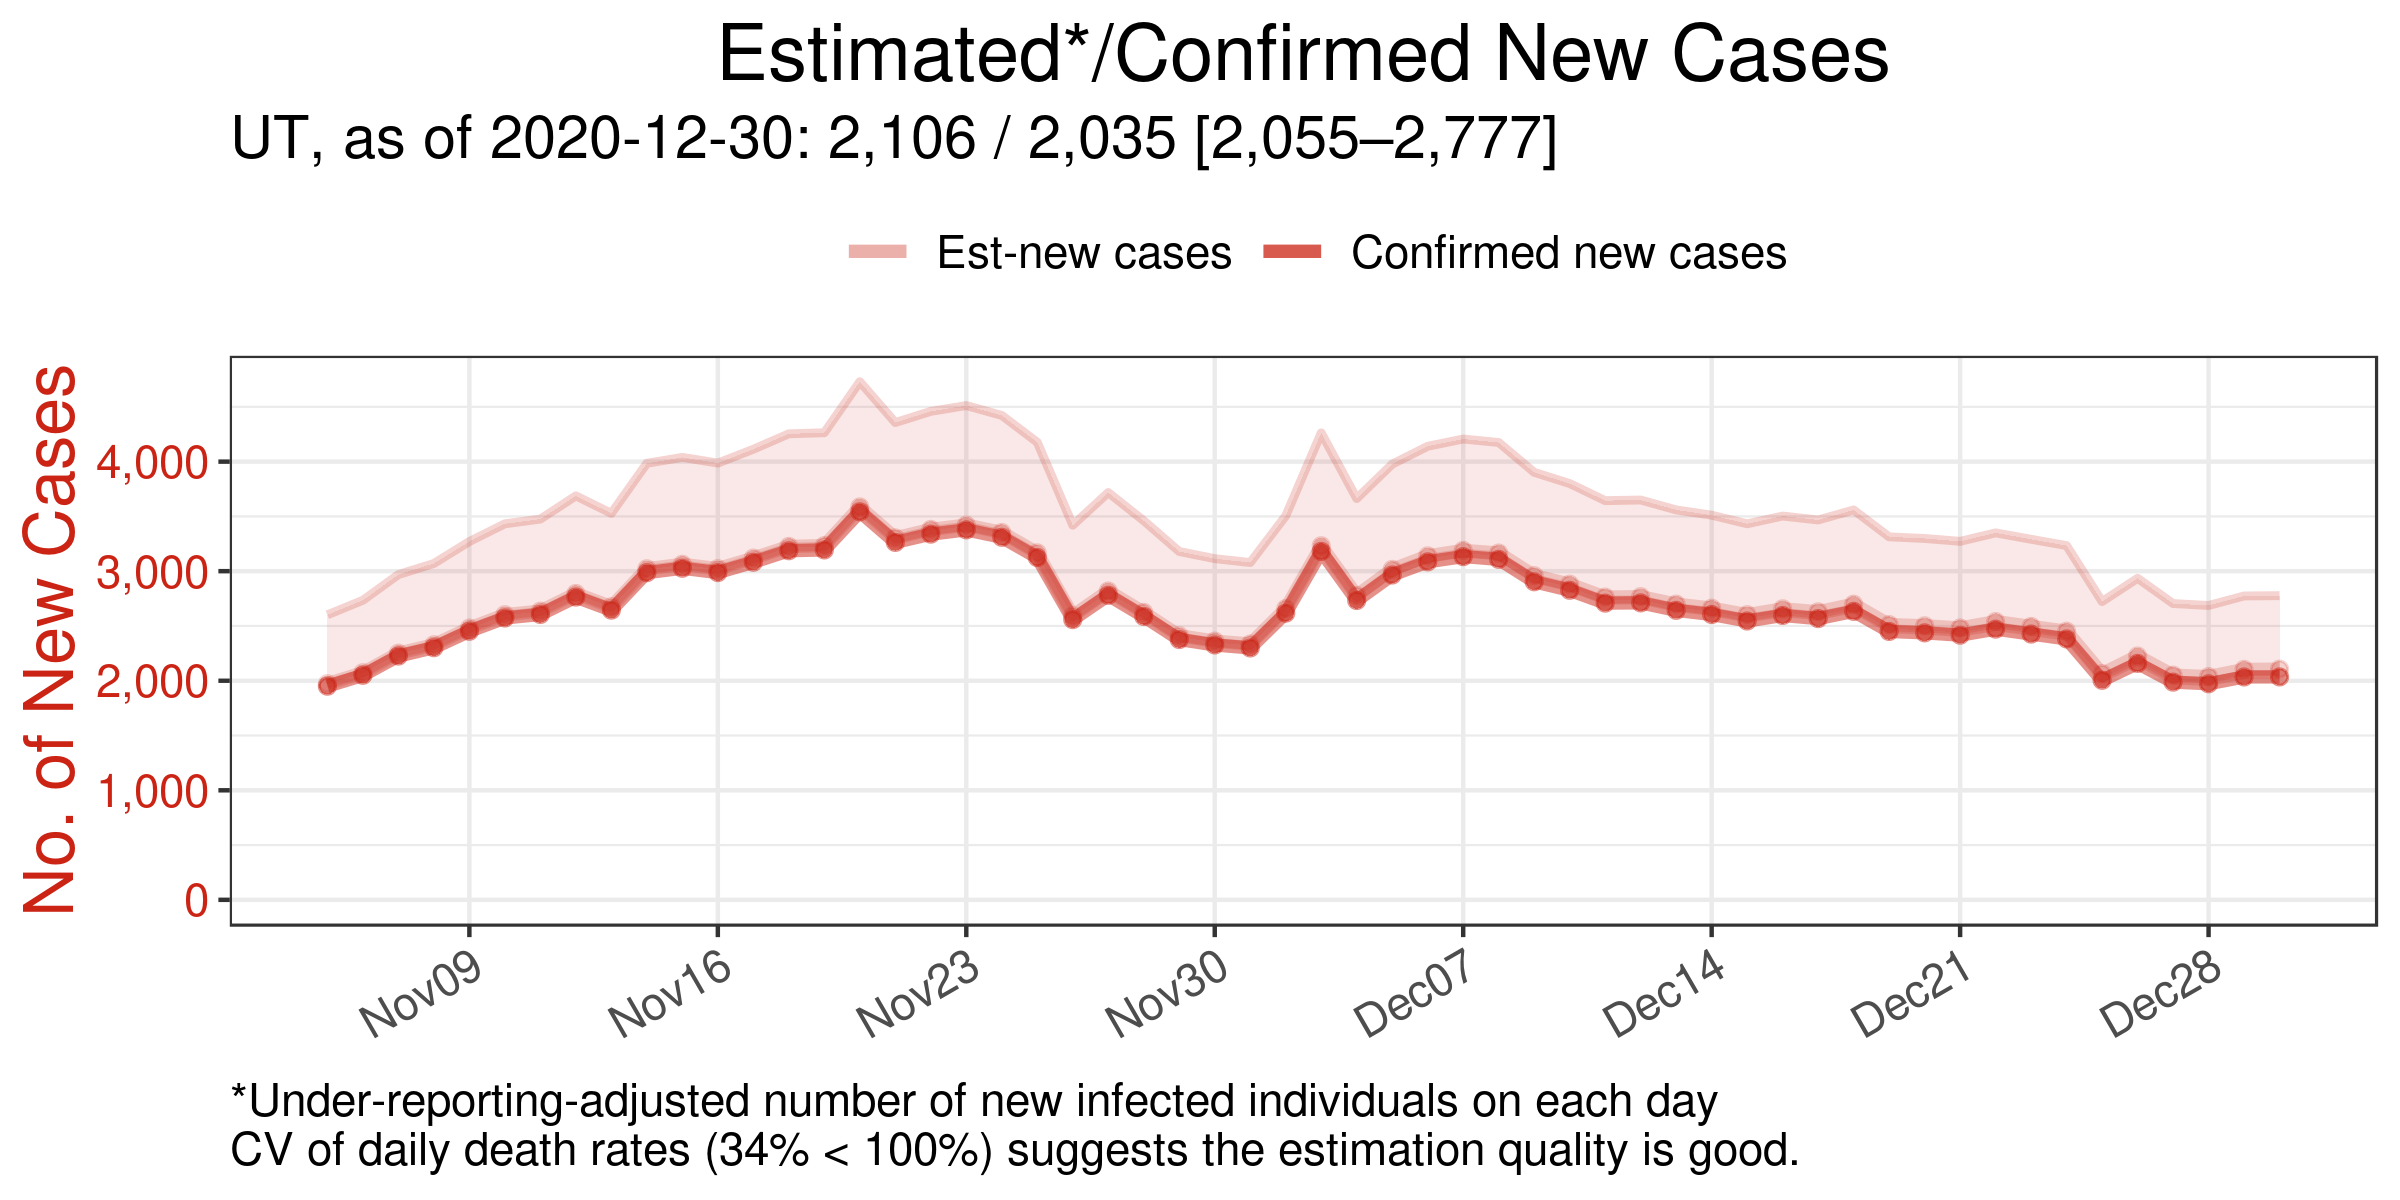 Estimated*/Confirmed New Cases
UT, as of 2020-12-30: 2,106 / 2,035 [2,055–2,777]
Est-new cases
Confirmed new cases
No. of New Cases
4,000
3,000
2,000
1,000
0
Nov09
Nov16
Nov23
Nov30
Dec07
Dec14
Dec21
Dec28
*Under-reporting-adjusted number of new infected individuals on each day
CV of daily death rates (34% < 100%) suggests the estimation quality is good.